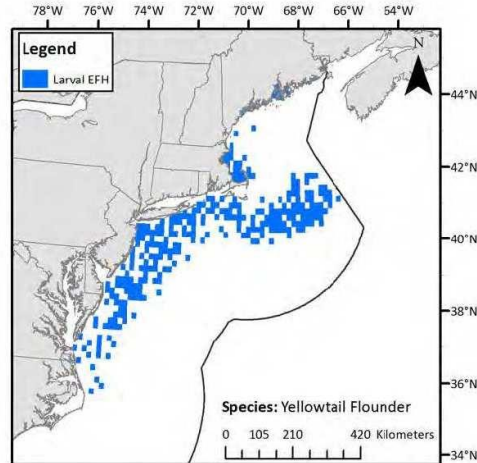 78°W 76°W 74°W 72°W 70°W 68°W 66°W 54°W
Legend
Larval EFH
N
44°N
42°N
40°N
38°N
36°N
Species: Yellowtail Flounder
0 105 210 420 Kilometers
34°N